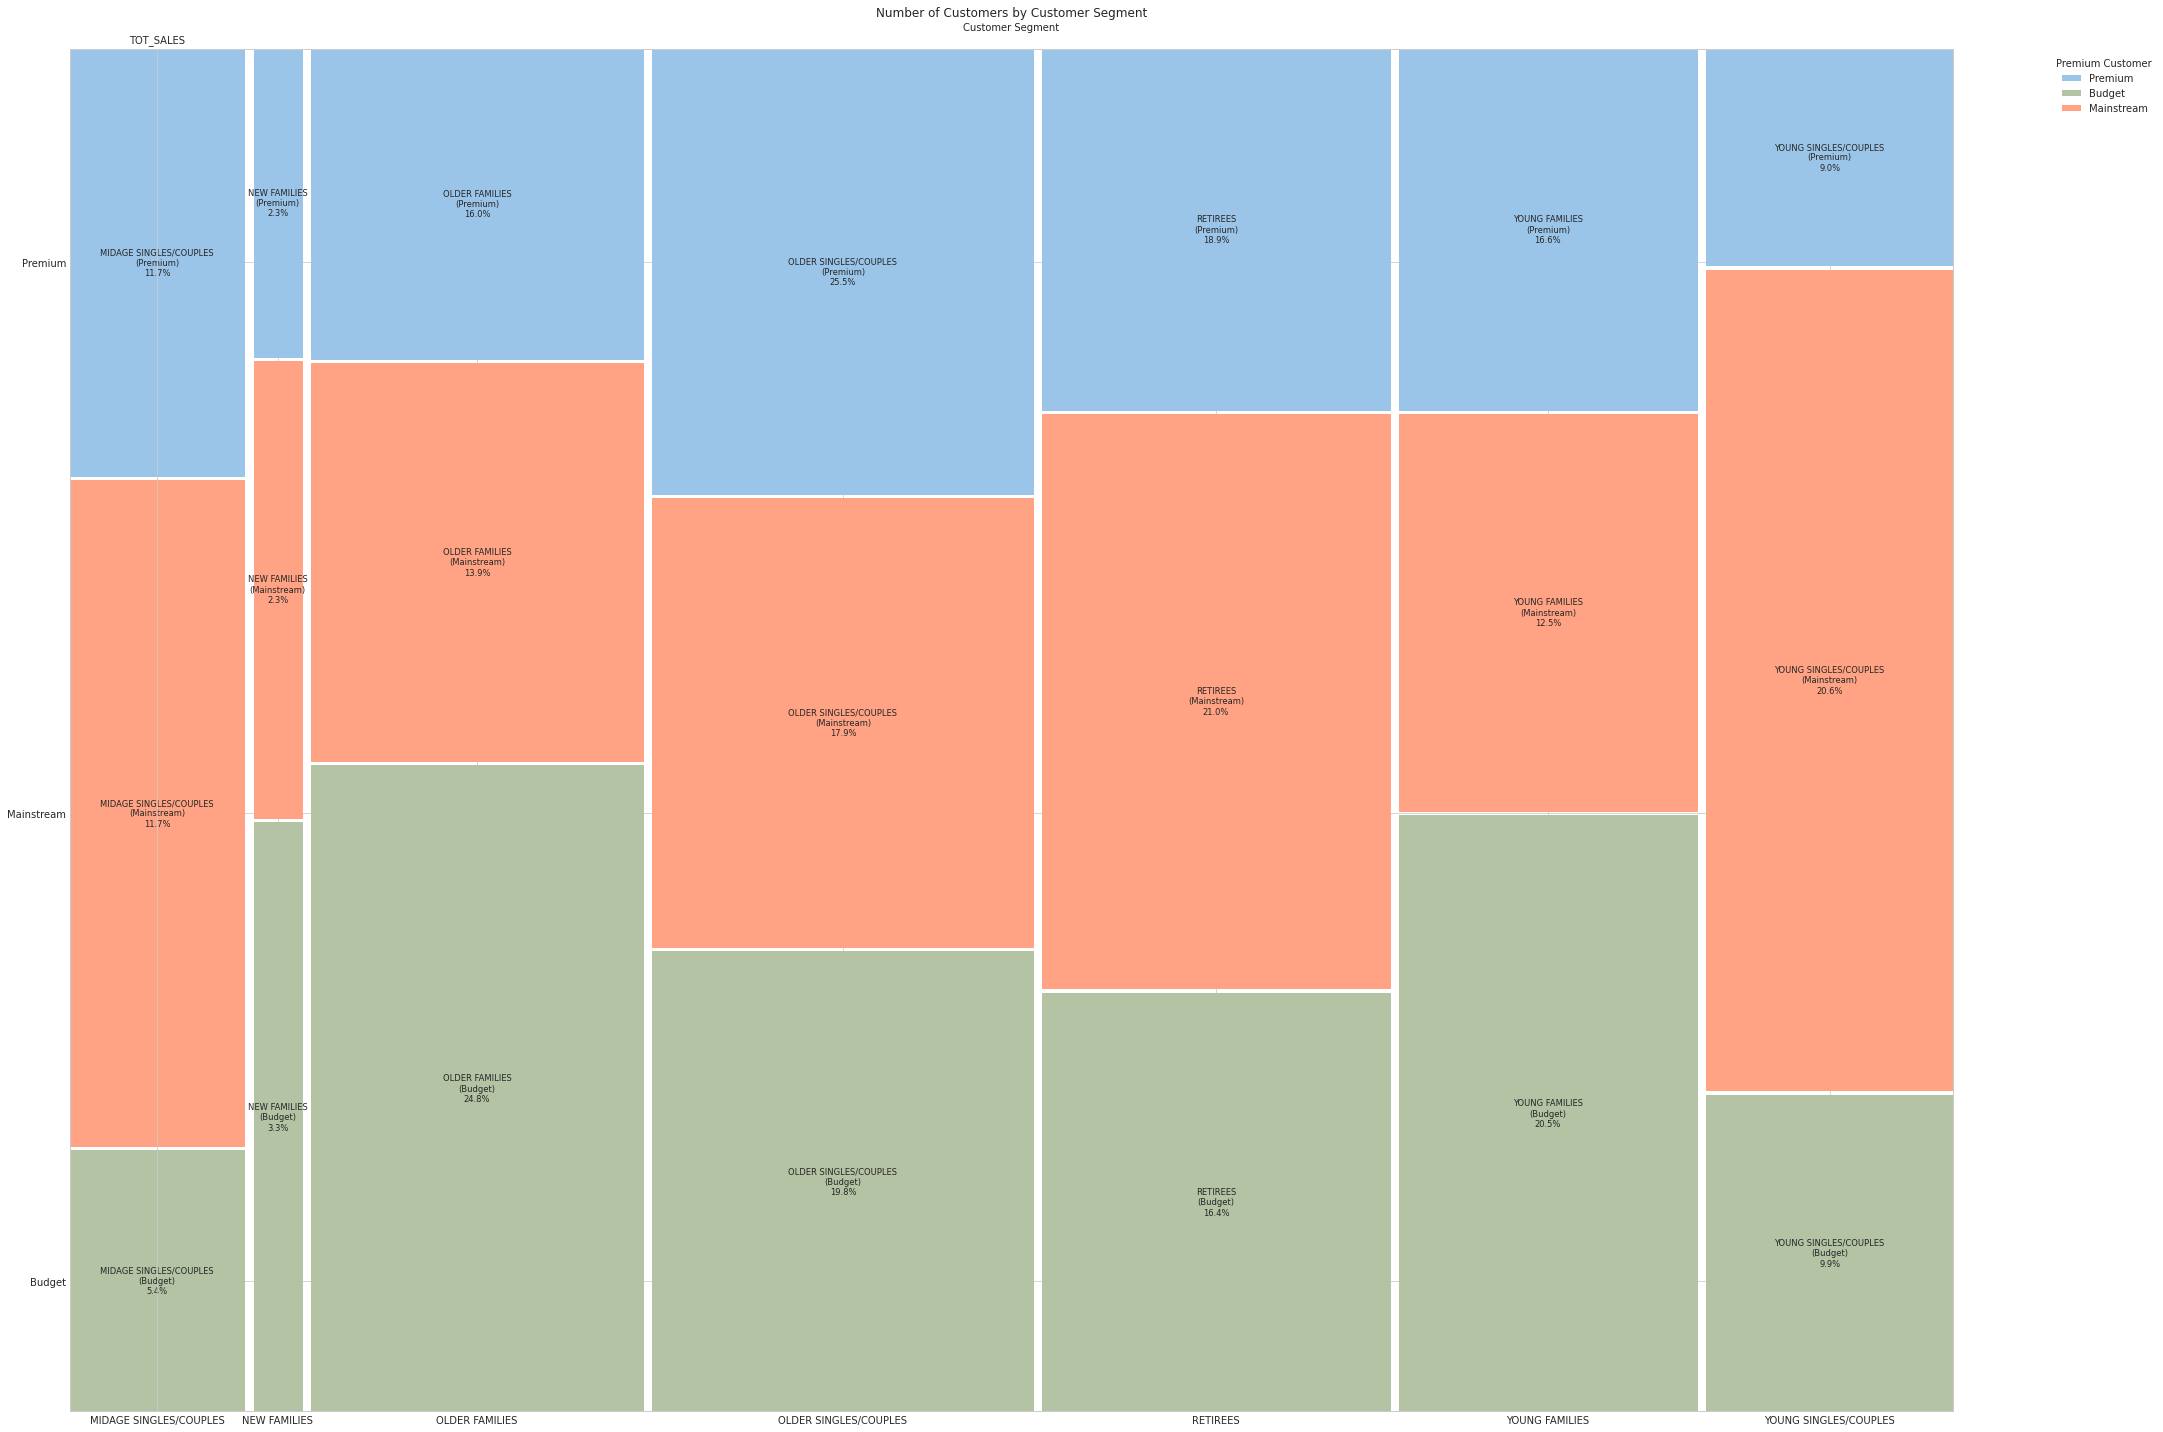 Number of Customers by Customer Segment
Customer Segment
TOT_SALES
Premium Customer
Premium
Budget
Mainstream
Premium
Mainstream
Budget
MIDAGE SINGLES/COUPLES
(Premium)
11.7%
MIDAGE SINGLES/COUPLES
(Mainstream)
11.7%
MIDAGE SINGLES/COUPLES
(Budget)
5.4%
NEW FAMILIES
(Premium)
2.3%
NEW FAMILIES
(Mainstream)
2.3%
NEW FAMILIES
(Budget)
3.3%
OLDER FAMILIES
(Premium)
16.0%
OLDER FAMILIES
(Mainstream)
13.9%
OLDER FAMILIES
(Budget)
24.8%
OLDER SINGLES/COUPLES
(Premium)
25.5%
OLDER SINGLES/COUPLES
(Mainstream)
17.9%
OLDER SINGLES/COUPLES
(Budget)
19.8%
RETIREES
(Premium)
18.9%
RETIREES
(Mainstream)
21.0%
RETIREES
(Budget)
16.4%
YOUNG FAMILIES
(Premium)
16.6%
YOUNG FAMILIES
(Mainstream)
12.5%
YOUNG FAMILIES
(Budget)
20.5%
YOUNG SINGLES/COUPLES
(Premium)
9.0%
YOUNG SINGLES/COUPLES
(Mainstream)
20.6%
YOUNG SINGLES/COUPLES
(Budget)
9.9%
MIDAGE SINGLES/COUPLES
NEW FAMILIES
OLDER FAMILIES
OLDER SINGLES/COUPLES
RETIREES
YOUNG FAMILIES
YOUNG SINGLES/COUPLES